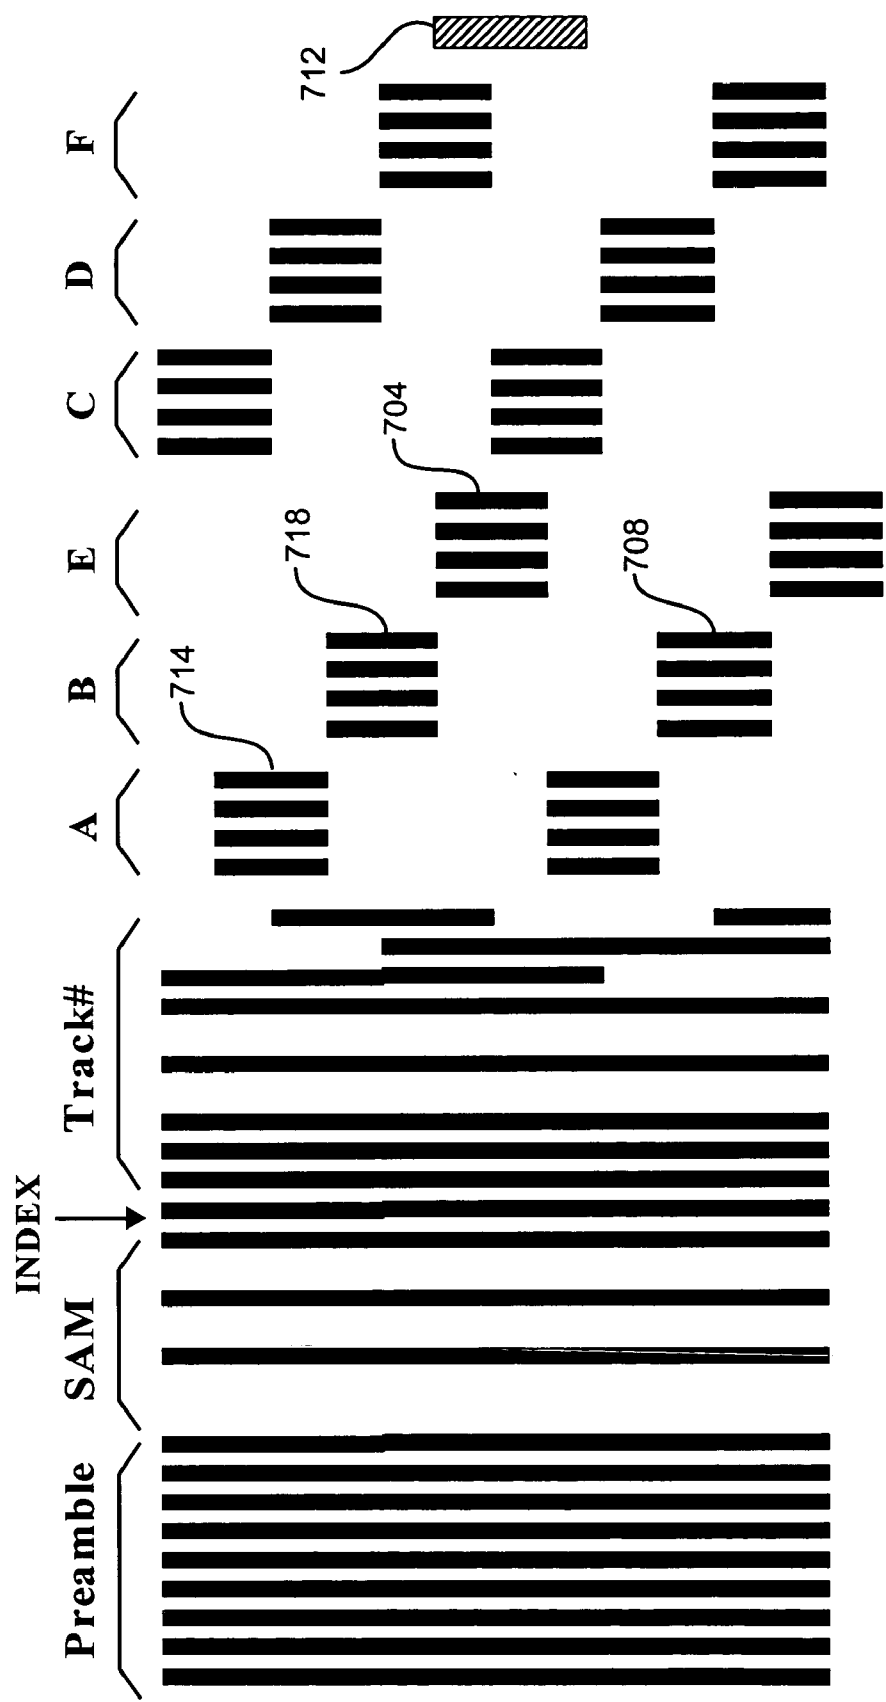 INDEX
Preamble
SAM
Track#
A
B
E
C
D
F
714
718
708
704
712